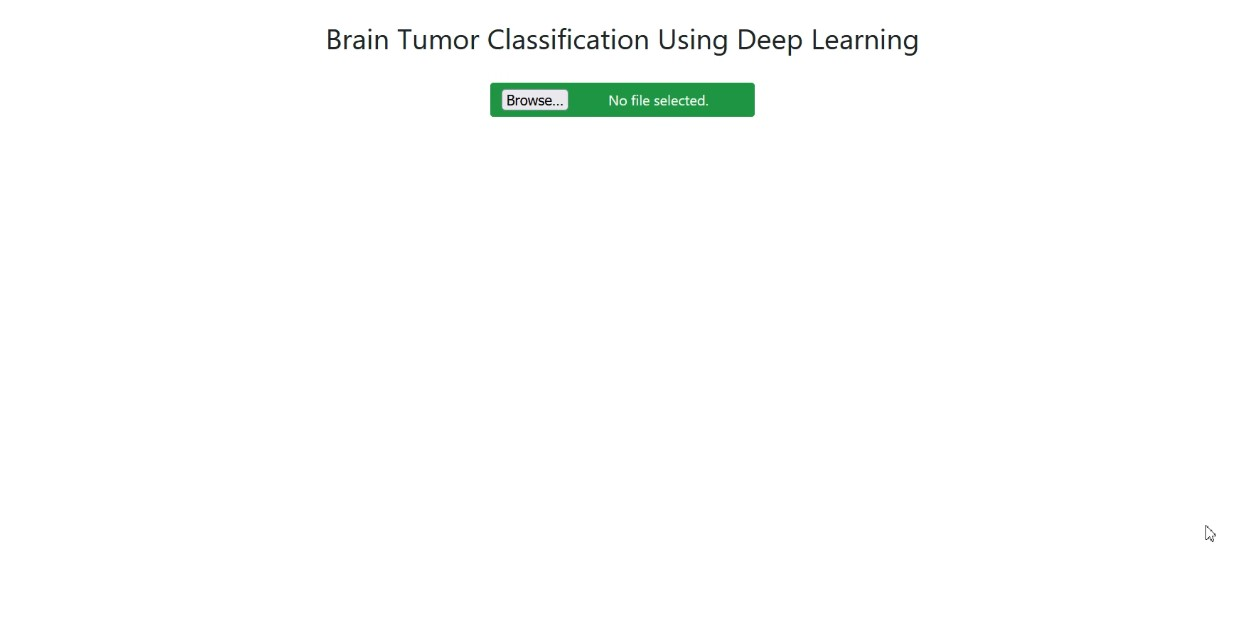 Brain Tumor Classification Using Deep Learning
Browse... No file selected.